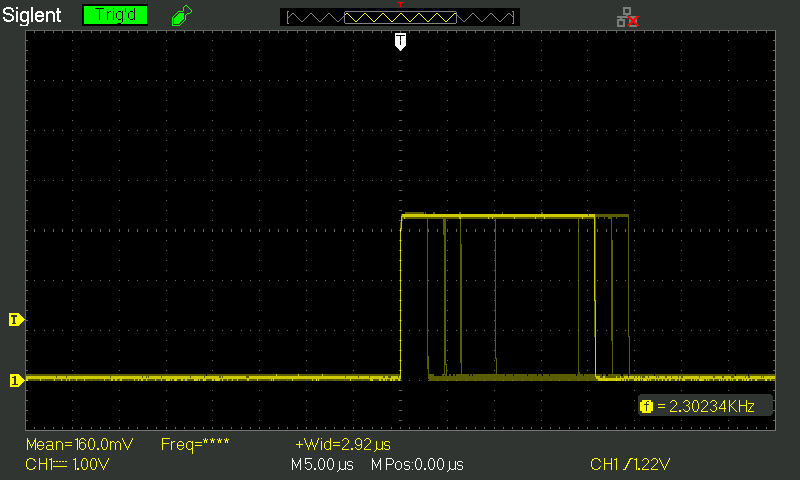 Siglent Trig'd
T
T
1
f = 2.30234KHz
Mean=160.0mV Freq=**** +Wid=2.92µs
CH1 1.00V M 5.00µs M Pos:0.00µs CH1 /1.22V